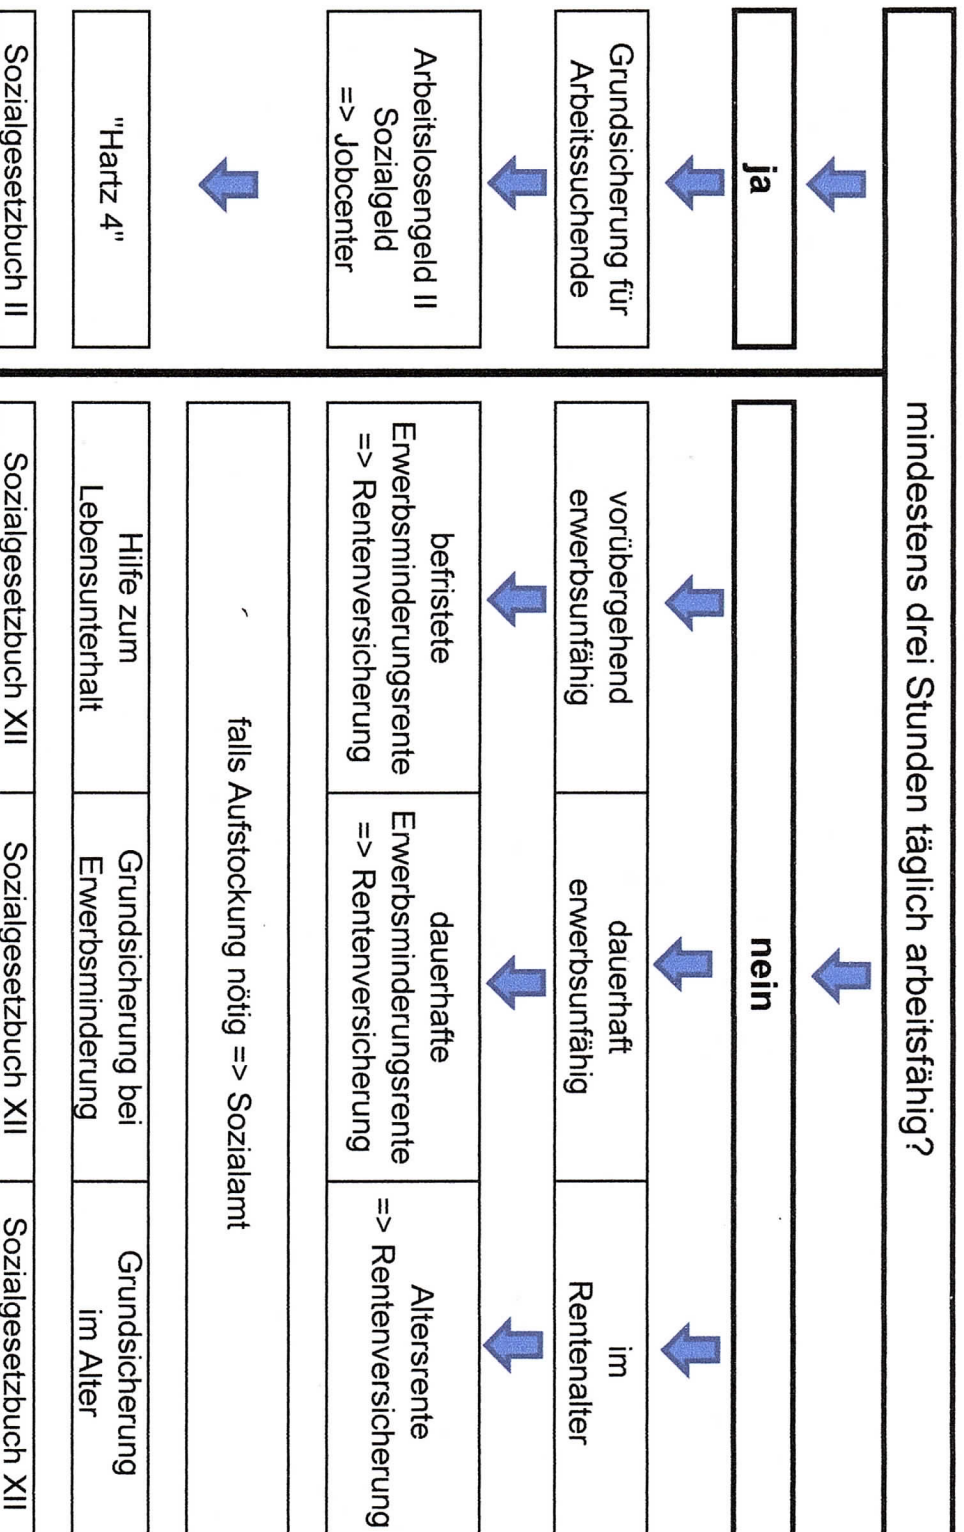 mindestens drei Stunden täglich arbeitsfähig?
ja
nein
Grundsicherung für
Arbeitssuchende
vorübergehend
erwerbsunfähig
dauerhaft
erwerbsunfähig
im
Rentenalter
Arbeitslosengeld II
Sozialgeld
=> Jobcenter
befristete
Erwerbsminderungsrente
=> Rentenversicherung
dauerhafte
Erwerbsminderungsrente
=> Rentenversicherung
Altersrente
=> Rentenversicherung
falls Aufstockung nötig => Sozialamt
"Hartz 4"
Hilfe zum
Lebensunterhalt
Grundsicherung bei
Erwerbsminderung
Grundsicherung
im Alter
Sozialgesetzbuch II
Sozialgesetzbuch XII
Sozialgesetzbuch XII
Sozialgesetzbuch XII